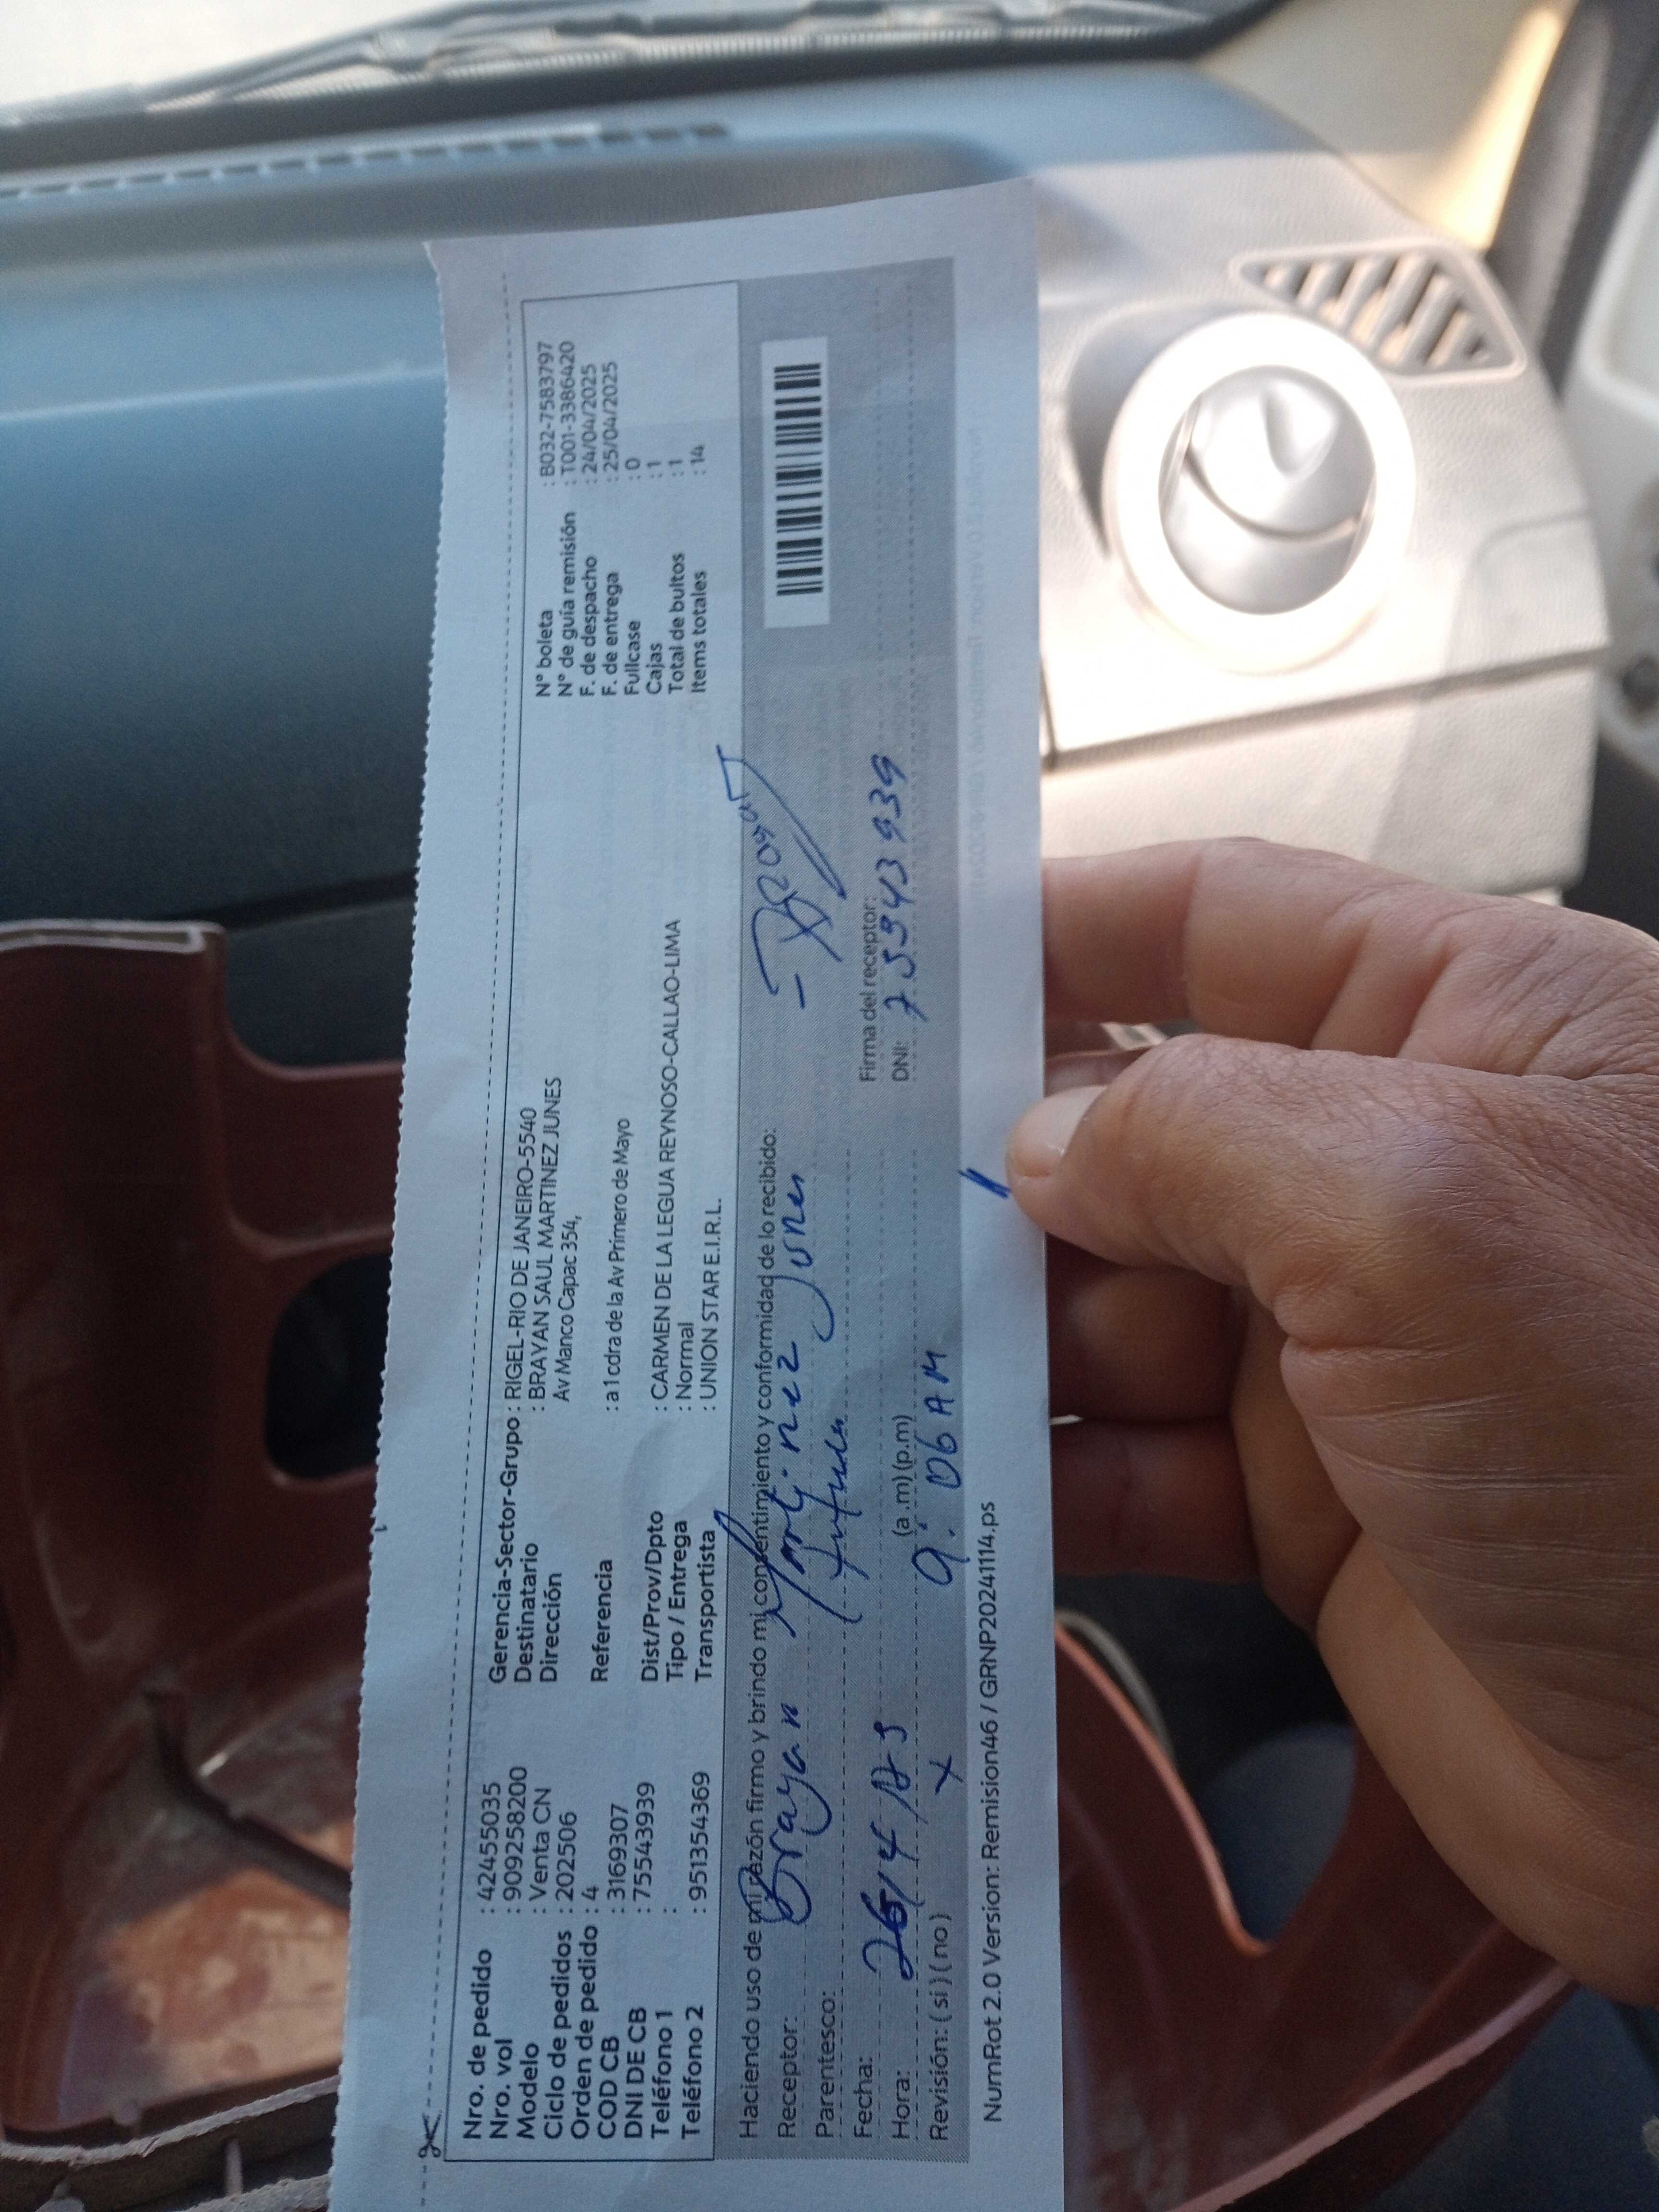 Nro. de pedido : 42455035
Nro. vol : 909258200
Modelo : Venta CN
Ciclo de pedidos : 202506
Orden de pedido : 4
COD CB : 31691307
DNI DE CB : 75543939
Teléfono 1 :
Teléfono 2 : 951354369
Gerencia-Sector-Grupo : RIGEL-RIO DE JANEIRO-5540
Destinatario : BRAYAN SAUL MARTINEZ JUNES
Dirección Av Manco Capac 354,
Referencia : a 1 cdra de la Av Primero de Mayo
Dist/Prov/Dpto : CARMEN DE LA LEGUA REYNOSO-CALLAO-LIMA
Tipo / Entrega : Normal
Transportista : UNION STAR E.I.R.L.
N° boleta : B032-7583797
N° de guía remisión : T001-3386420
F. de despacho : 24/04/2025
F. de entrega : 25/04/2025
Fullcase : 0
Cajas : 1
Total de bultos : 1
Items totales : 14
Haciendo uso de mi razón firmo y brindo mi consentimiento y conformidad de lo recibido:
Receptor: Brayan Martinez Junes
Parentesco: titular
Fecha:
Hora: (a.m) (p.m) 9:06 AM
Revisión: ( si ) ( no ) x
Firma del receptor:
DNI: 75543939
NumRot 2.0 Version: Remision46 / GRNP20241114.ps